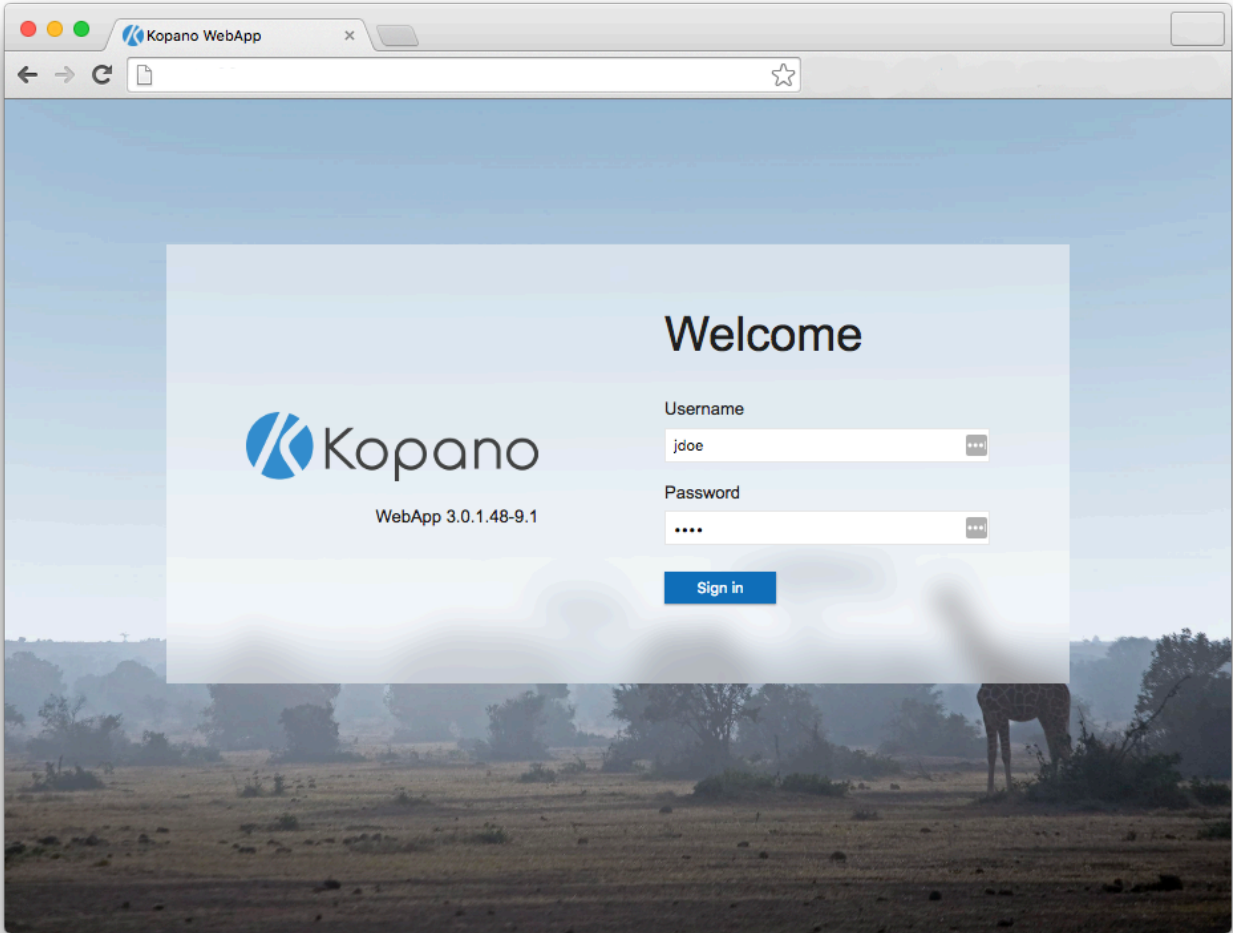 Kopano WebApp
Kopano
WebApp 3.0.1.48-9.1
Welcome
Username
jdoe
Password
••••
Sign in